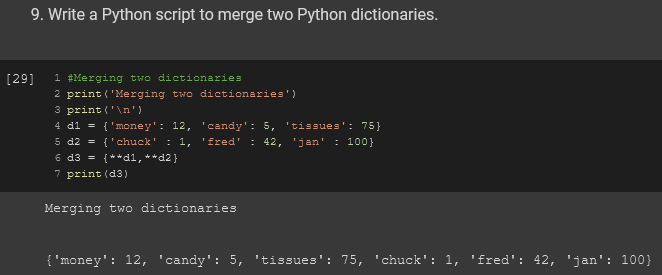 9. Write a Python script to merge two Python dictionaries.
[29] 1 #Merging two dictionaries
2 print('Merging two dictionaries')
3 print('\n')
4 d1 = {'money': 12, 'candy': 5, 'tissues': 75}
5 d2 = {'chuck' : 1, 'fred' : 42, 'jan' : 100}
6 d3 = {**d1,**d2}
7 print(d3)
Merging two dictionaries
{'money': 12, 'candy': 5, 'tissues': 75, 'chuck': 1, 'fred': 42, 'jan': 100}